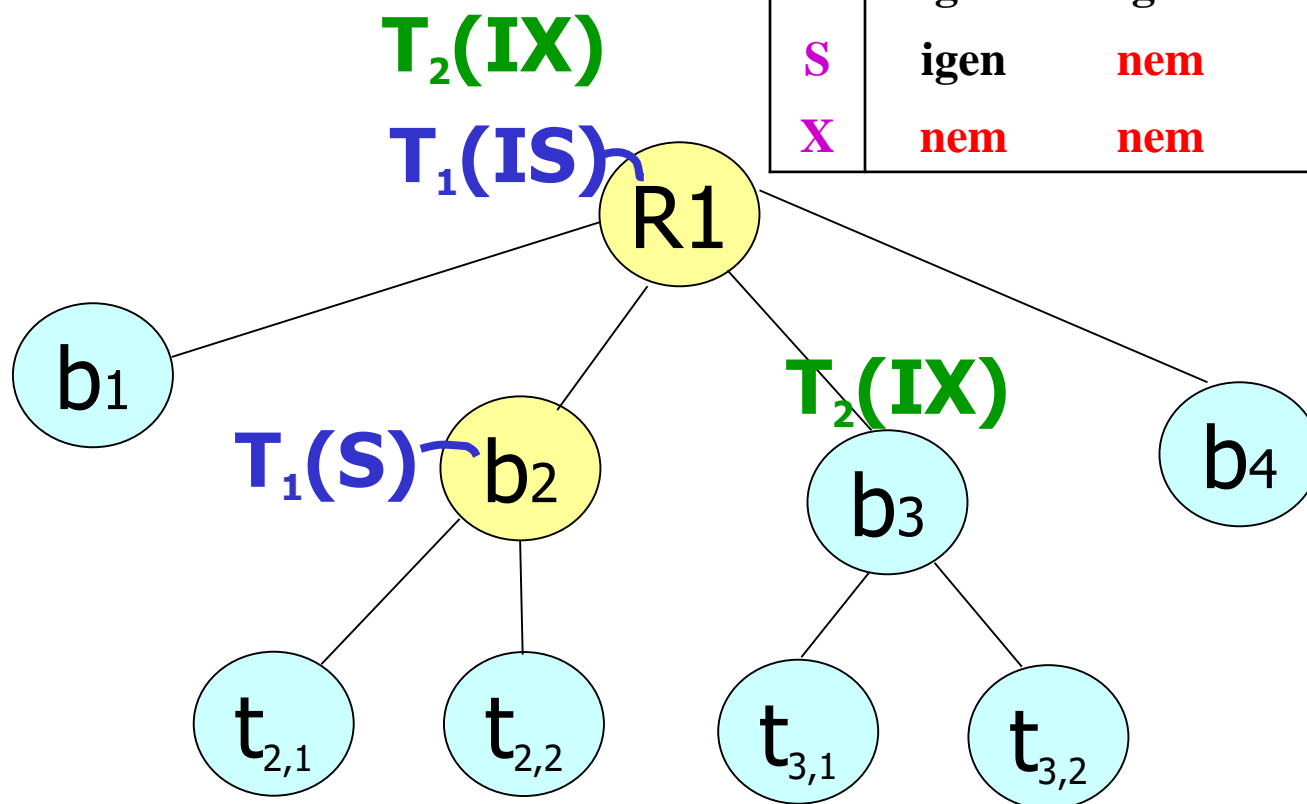 T₂(IX)
S igen nem
X nem nem
T₁(IS)
R1
b1
T₂(IX)
b4
T₁(S)
b2
b3
t2,1
t2,2
t3,1
t3,2